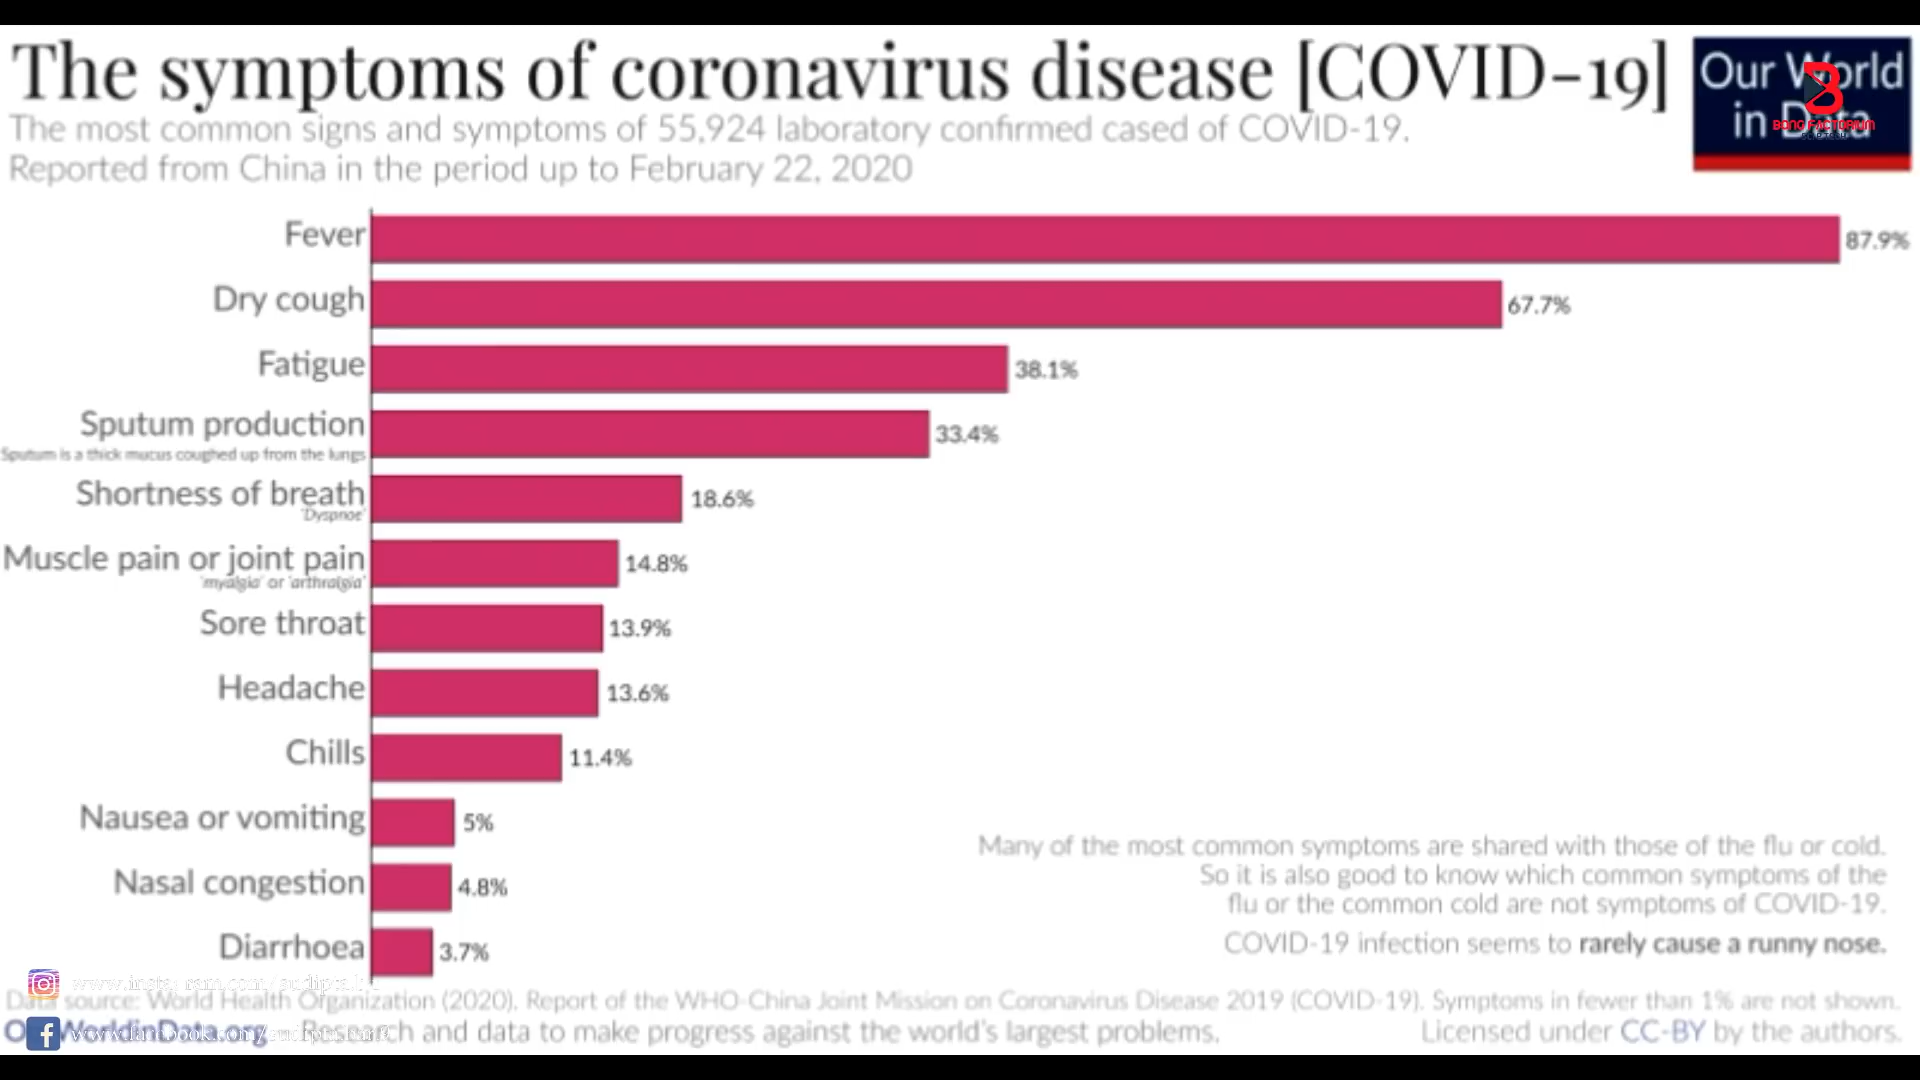 The symptoms of coronavirus disease [COVID-19]
Our World
in Data
BONG FACTORIUM
The most common signs and symptoms of 55,924 laboratory confirmed cased of COVID-19.
Reported from China in the period up to February 22, 2020
Fever 87.9%
Dry cough 67.7%
Fatigue 38.1%
Sputum production 33.4%
Sputum is a thick mucus coughed up from the lungs
Shortness of breath 18.6%
'Dyspnoe'
Muscle pain or joint pain 14.8%
'myalgia' or 'arthralgia'
Sore throat 13.9%
Headache 13.6%
Chills 11.4%
Nausea or vomiting 5%
Nasal congestion 4.8%
Diarrhoea 3.7%
Many of the most common symptoms are shared with those of the flu or cold.
So it is also good to know which common symptoms of the
flu or the common cold are not symptoms of COVID-19.
COVID-19 infection seems to rarely cause a runny nose.
Data source: World Health Organization (2020). Report of the WHO-China Joint Mission on Coronavirus Disease 2019 (COVID-19). Symptoms in fewer than 1% are not shown.
OurWorldinData.org – Research and data to make progress against the world's largest problems.
Licensed under CC-BY by the authors.